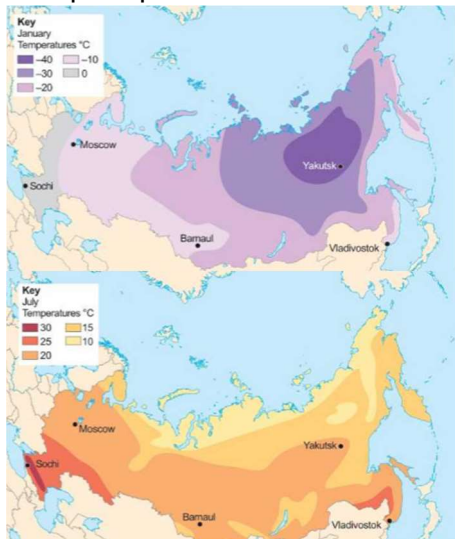 Key
January
Temperatures °C
–40 –10
–30 0
–20
Moscow
Sochi
Yakutsk
Barnaul
Vladivostok
Key
July
Temperatures °C
30 15
25 10
20
Moscow
Sochi
Yakutsk
Barnaul
Vladivostok